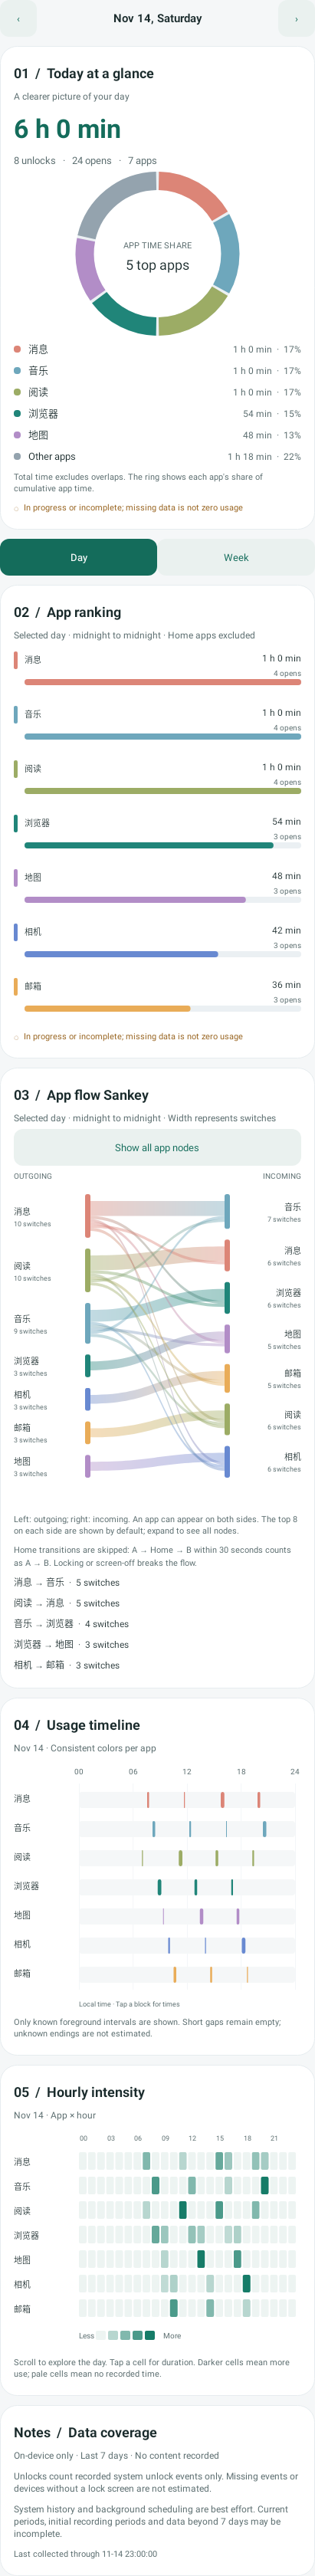 ‹ Nov 14, Saturday ›
01 / Today at a glance
A clearer picture of your day
6 h 0 min
8 unlocks · 24 opens · 7 apps
APP TIME SHARE
5 top apps
消息 1 h 0 min · 17%
音乐 1 h 0 min · 17%
阅读 1 h 0 min · 17%
浏览器 54 min · 15%
地图 48 min · 13%
Other apps 1 h 18 min · 22%
Total time excludes overlaps. The ring shows each app's share of
cumulative app time.
In progress or incomplete; missing data is not zero usage
Day Week
02 / App ranking
Selected day · midnight to midnight · Home apps excluded
消息 1 h 0 min
4 opens
音乐 1 h 0 min
4 opens
阅读 1 h 0 min
4 opens
浏览器 54 min
3 opens
地图 48 min
3 opens
相机 42 min
3 opens
邮箱 36 min
3 opens
In progress or incomplete; missing data is not zero usage
03 / App flow Sankey
Selected day · midnight to midnight · Width represents switches
Show all app nodes
OUTGOING INCOMING
消息
10 switches
阅读
10 switches
音乐
9 switches
浏览器
3 switches
相机
3 switches
邮箱
3 switches
地图
3 switches
音乐
7 switches
消息
6 switches
浏览器
6 switches
地图
5 switches
邮箱
5 switches
阅读
6 switches
相机
6 switches
Left: outgoing; right: incoming. An app can appear on both sides. The top 8
on each side are shown by default; expand to see all nodes.
Home transitions are skipped: A → Home → B within 30 seconds counts
as A → B. Locking or screen-off breaks the flow.
消息 → 音乐 · 5 switches
阅读 → 消息 · 5 switches
音乐 → 浏览器 · 4 switches
浏览器 → 地图 · 3 switches
相机 → 邮箱 · 3 switches
04 / Usage timeline
Nov 14 · Consistent colors per app
00 06 12 18 24
消息
音乐
阅读
浏览器
地图
相机
邮箱
Local time · Tap a block for times
Only known foreground intervals are shown. Short gaps remain empty;
unknown endings are not estimated.
05 / Hourly intensity
Nov 14 · App × hour
00 03 06 09 12 15 18 21
消息
音乐
阅读
浏览器
地图
相机
邮箱
Less More
Scroll to explore the day. Tap a cell for duration. Darker cells mean more
use; pale cells mean no recorded time.
Notes / Data coverage
On-device only · Last 7 days · No content recorded
Unlocks count recorded system unlock events only. Missing events or
devices without a lock screen are not estimated.
System history and background scheduling are best effort. Current
periods, initial recording periods and data beyond 7 days may be
incomplete.
Last collected through 11-14 23:00:00